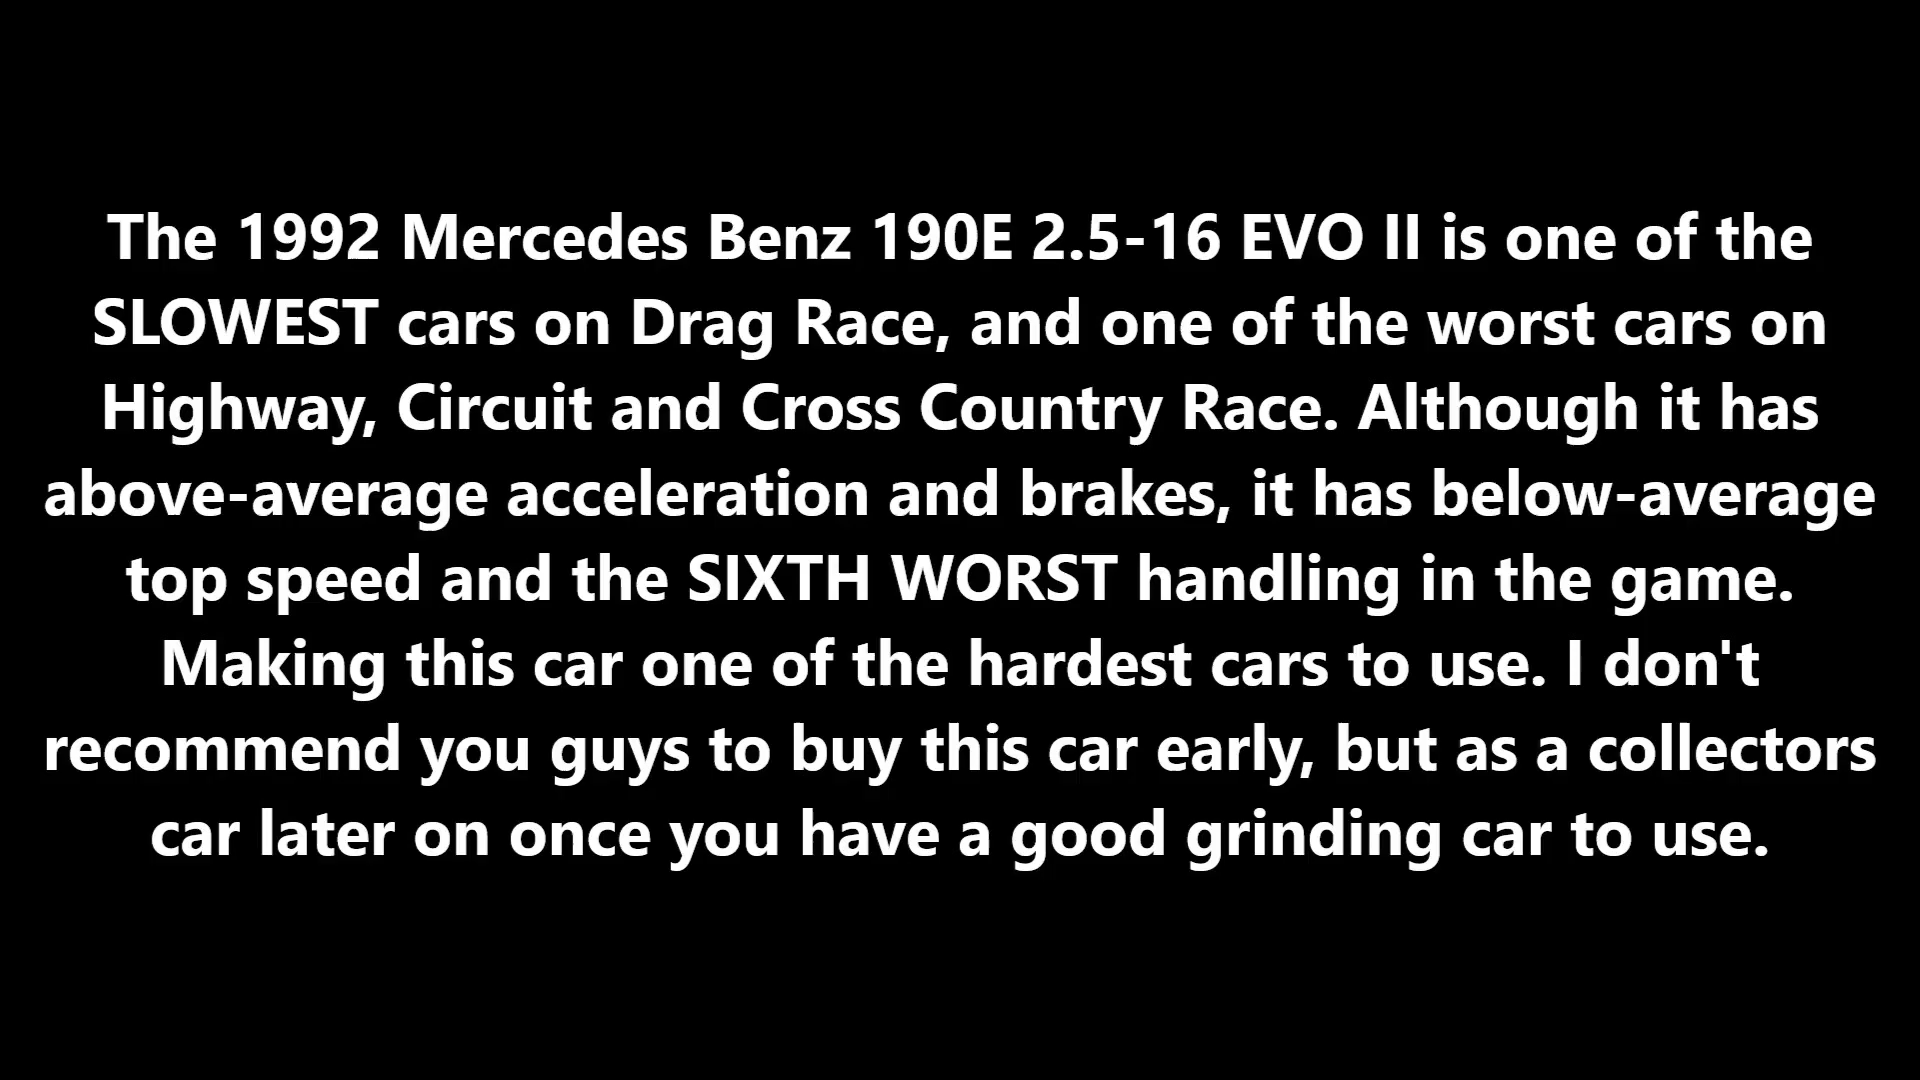 The 1992 Mercedes Benz 190E 2.5-16 EVO II is one of the
SLOWEST cars on Drag Race, and one of the worst cars on
Highway, Circuit and Cross Country Race. Although it has
above-average acceleration and brakes, it has below-average
top speed and the SIXTH WORST handling in the game.
Making this car one of the hardest cars to use. I don't
recommend you guys to buy this car early, but as a collectors
car later on once you have a good grinding car to use.